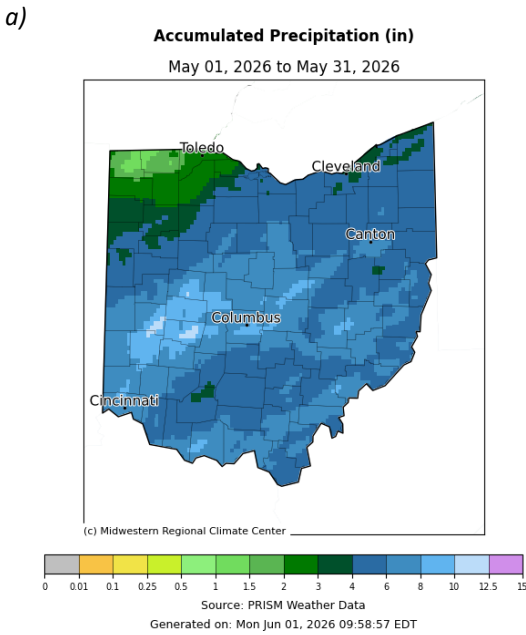 a)
Accumulated Precipitation (in)
May 01, 2026 to May 31, 2026
Toledo
Cleveland
Canton
Columbus
Cincinnati
(c) Midwestern Regional Climate Center
0 0.01 0.1 0.25 0.5 1 1.5 2 3 4 6 8 10 12.5 15
Source: PRISM Weather Data
Generated on: Mon Jun 01, 2026 09:58:57 EDT